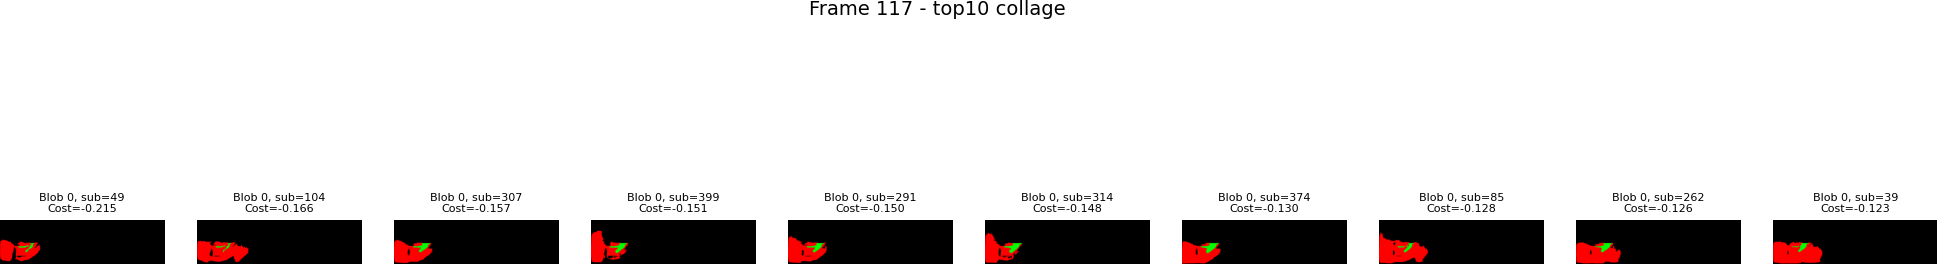 Frame 117 - top10 collage
Blob 0, sub=49
Cost=-0.215
Blob 0, sub=104
Cost=-0.166
Blob 0, sub=307
Cost=-0.157
Blob 0, sub=399
Cost=-0.151
Blob 0, sub=291
Cost=-0.150
Blob 0, sub=314
Cost=-0.148
Blob 0, sub=374
Cost=-0.130
Blob 0, sub=85
Cost=-0.128
Blob 0, sub=262
Cost=-0.126
Blob 0, sub=39
Cost=-0.123